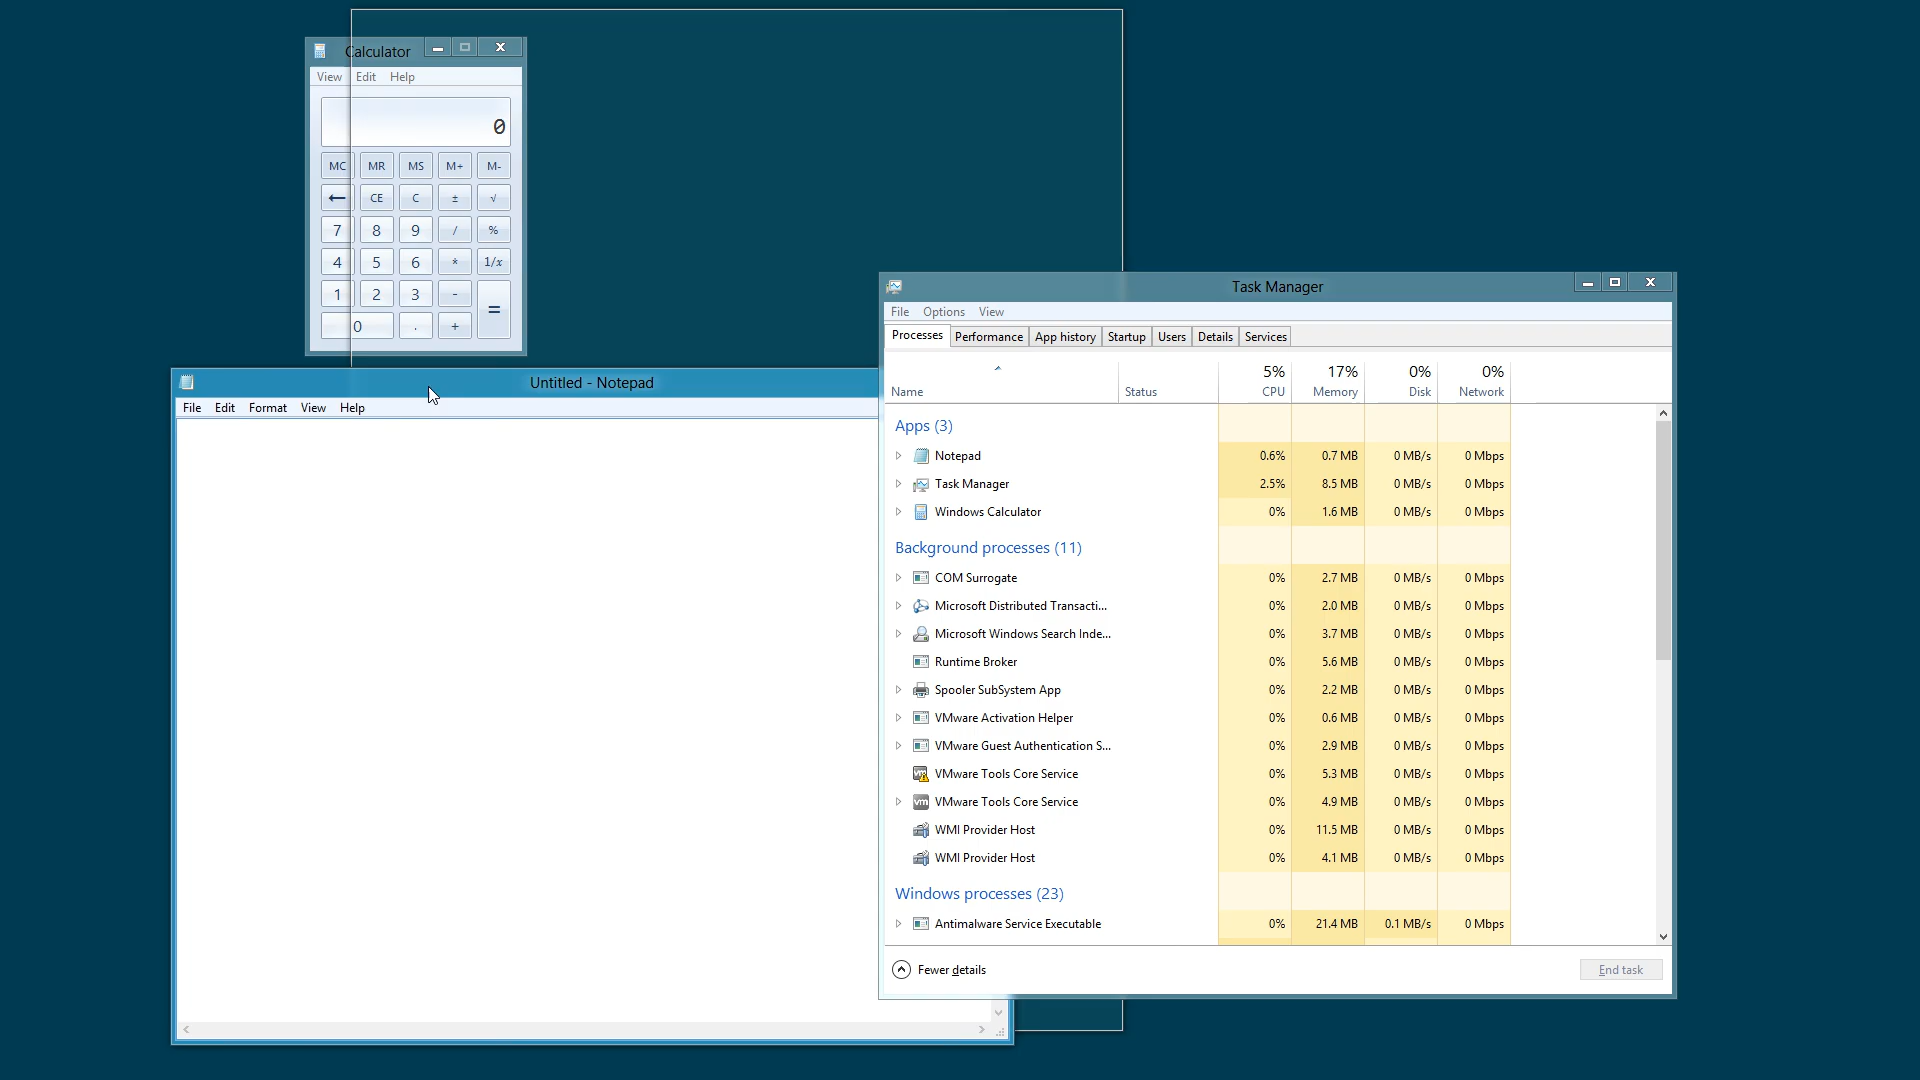 Calculator
View Edit Help
0
MC MR MS M+ M-
← CE C ± √
7 8 9 / %
4 5 6 * 1/x
1 2 3 - =
0 . +
Untitled - Notepad
File Edit Format View Help
Task Manager
File Options View
Processes Performance App history Startup Users Details Services
5% 17% 0% 0%
Name Status CPU Memory Disk Network
Apps (3)
Notepad 0.6% 0.7 MB 0 MB/s 0 Mbps
Task Manager 2.5% 8.5 MB 0 MB/s 0 Mbps
Windows Calculator 0% 1.6 MB 0 MB/s 0 Mbps
Background processes (11)
COM Surrogate 0% 2.7 MB 0 MB/s 0 Mbps
Microsoft Distributed Transacti... 0% 2.0 MB 0 MB/s 0 Mbps
Microsoft Windows Search Inde... 0% 3.7 MB 0 MB/s 0 Mbps
Runtime Broker 0% 5.6 MB 0 MB/s 0 Mbps
Spooler SubSystem App 0% 2.2 MB 0 MB/s 0 Mbps
VMware Activation Helper 0% 0.6 MB 0 MB/s 0 Mbps
VMware Guest Authentication S... 0% 2.9 MB 0 MB/s 0 Mbps
VMware Tools Core Service 0% 5.3 MB 0 MB/s 0 Mbps
VMware Tools Core Service 0% 4.9 MB 0 MB/s 0 Mbps
WMI Provider Host 0% 11.5 MB 0 MB/s 0 Mbps
WMI Provider Host 0% 4.1 MB 0 MB/s 0 Mbps
Windows processes (23)
Antimalware Service Executable 0% 21.4 MB 0.1 MB/s 0 Mbps
Fewer details End task